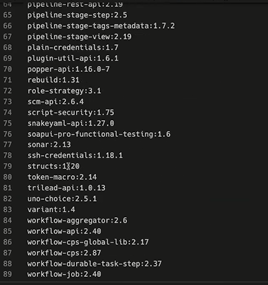 64 pipeline-rest-api:2.19
65 pipeline-stage-step:2.5
66 pipeline-stage-tags-metadata:1.7.2
67 pipeline-stage-view:2.19
68 plain-credentials:1.7
69 plugin-util-api:1.6.1
70 popper-api:1.16.0-7
71 rebuild:1.31
72 role-strategy:3.1
73 scm-api:2.6.4
74 script-security:1.75
75 snakeyaml-api:1.27.0
76 soapui-pro-functional-testing:1.6
77 sonar:2.13
78 ssh-credentials:1.18.1
79 structs:1.20
80 token-macro:2.14
81 trilead-api:1.0.13
82 uno-choice:2.5.1
83 variant:1.4
84 workflow-aggregator:2.6
85 workflow-api:2.40
86 workflow-cps-global-lib:2.17
87 workflow-cps:2.87
88 workflow-durable-task-step:2.37
89 workflow-job:2.40